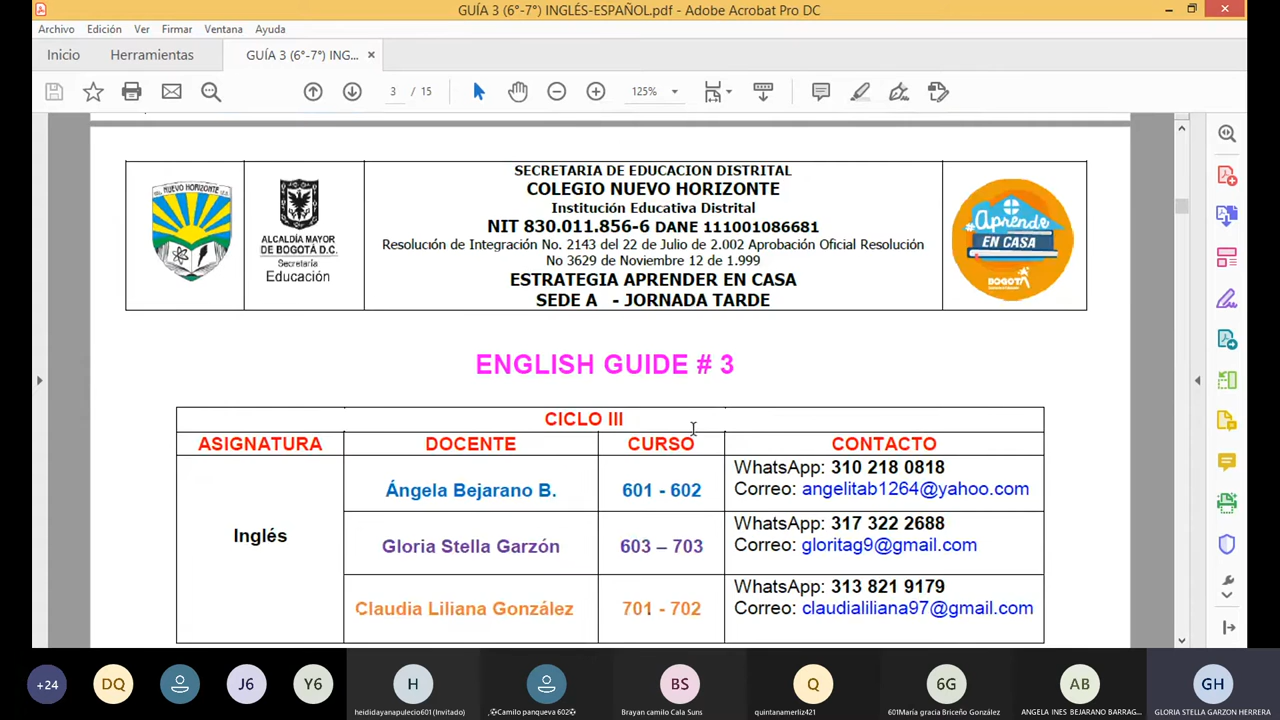 GUÍA 3 (6°-7°) INGLÉS-ESPAÑOL.pdf - Adobe Acrobat Pro DC
Archivo Edición Ver Firmar Ventana Ayuda
Inicio Herramientas GUÍA 3 (6°-7°) ING... ×
3 / 15 125%
NUEVO HORIZONTE
ALCALDÍA MAYOR
DE BOGOTÁ D.C.
Secretaría
Educación
SECRETARIA DE EDUCACION DISTRITAL
COLEGIO NUEVO HORIZONTE
Institución Educativa Distrital
NIT 830.011.856-6 DANE 111001086681
Resolución de Integración No. 2143 del 22 de Julio de 2.002 Aprobación Oficial Resolución
No 3629 de Noviembre 12 de 1.999
ESTRATEGIA APRENDER EN CASA
SEDE A - JORNADA TARDE
#Aprende
EN CASA
BOGOTÁ
ENGLISH GUIDE # 3
CICLO III
ASIGNATURA DOCENTE CURSO CONTACTO
Inglés
Ángela Bejarano B. 601 - 602
WhatsApp: 310 218 0818
Correo: angelitab1264@yahoo.com
Gloria Stella Garzón 603 – 703
WhatsApp: 317 322 2688
Correo: gloritag9@gmail.com
Claudia Liliana González 701 - 702
WhatsApp: 313 821 9179
Correo: claudialiliana97@gmail.com
+24 DQ J6 Y6 H BS Q 6G AB GH
heididayanapulecio601(Invitado)
Camilo panqueva 602
Brayan camilo Cala Suns
quintanamerliz421
601María gracia Briceño González
ANGELA INES BEJARANO BARRAG...
GLORIA STELLA GARZON HERRERA